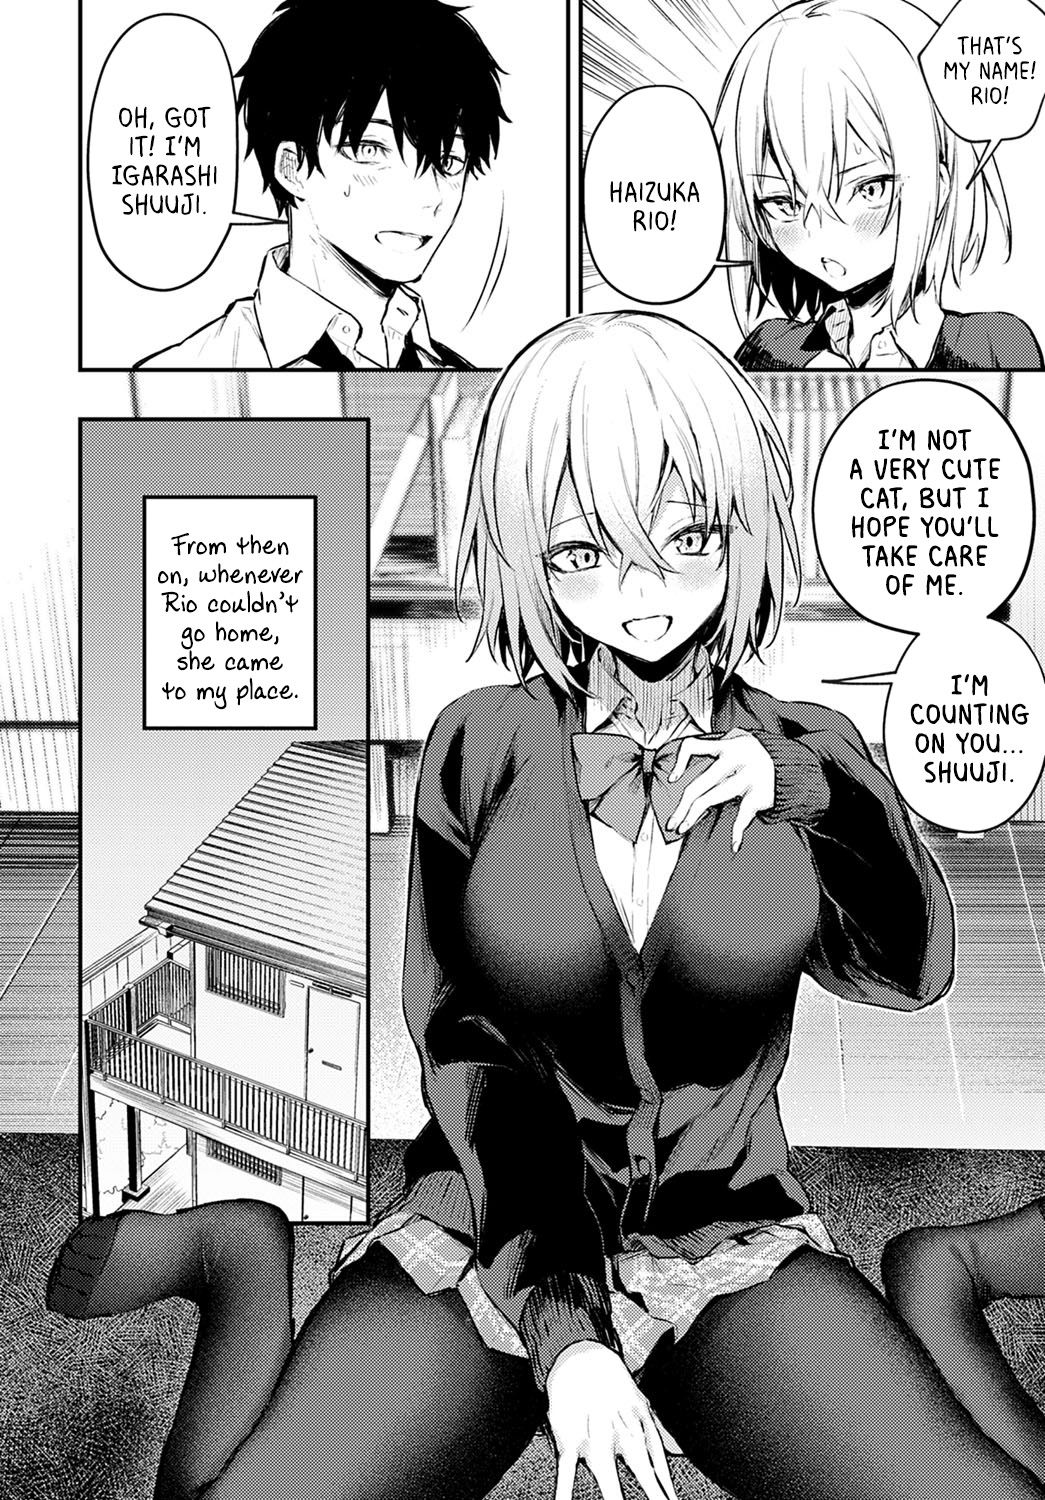 THAT'S
MY NAME!
RIO!
HAIZUKA
RIO!
OH, GOT
IT! I'M
IGARASHI
SHUUJI.
I'M NOT
A VERY CUTE
CAT, BUT I
HOPE YOU'LL
TAKE CARE
OF ME.
I'M
COUNTING
ON YOU...
SHUUJI.
From then
on, whenever
Rio couldn't
go home,
she came
to my place.